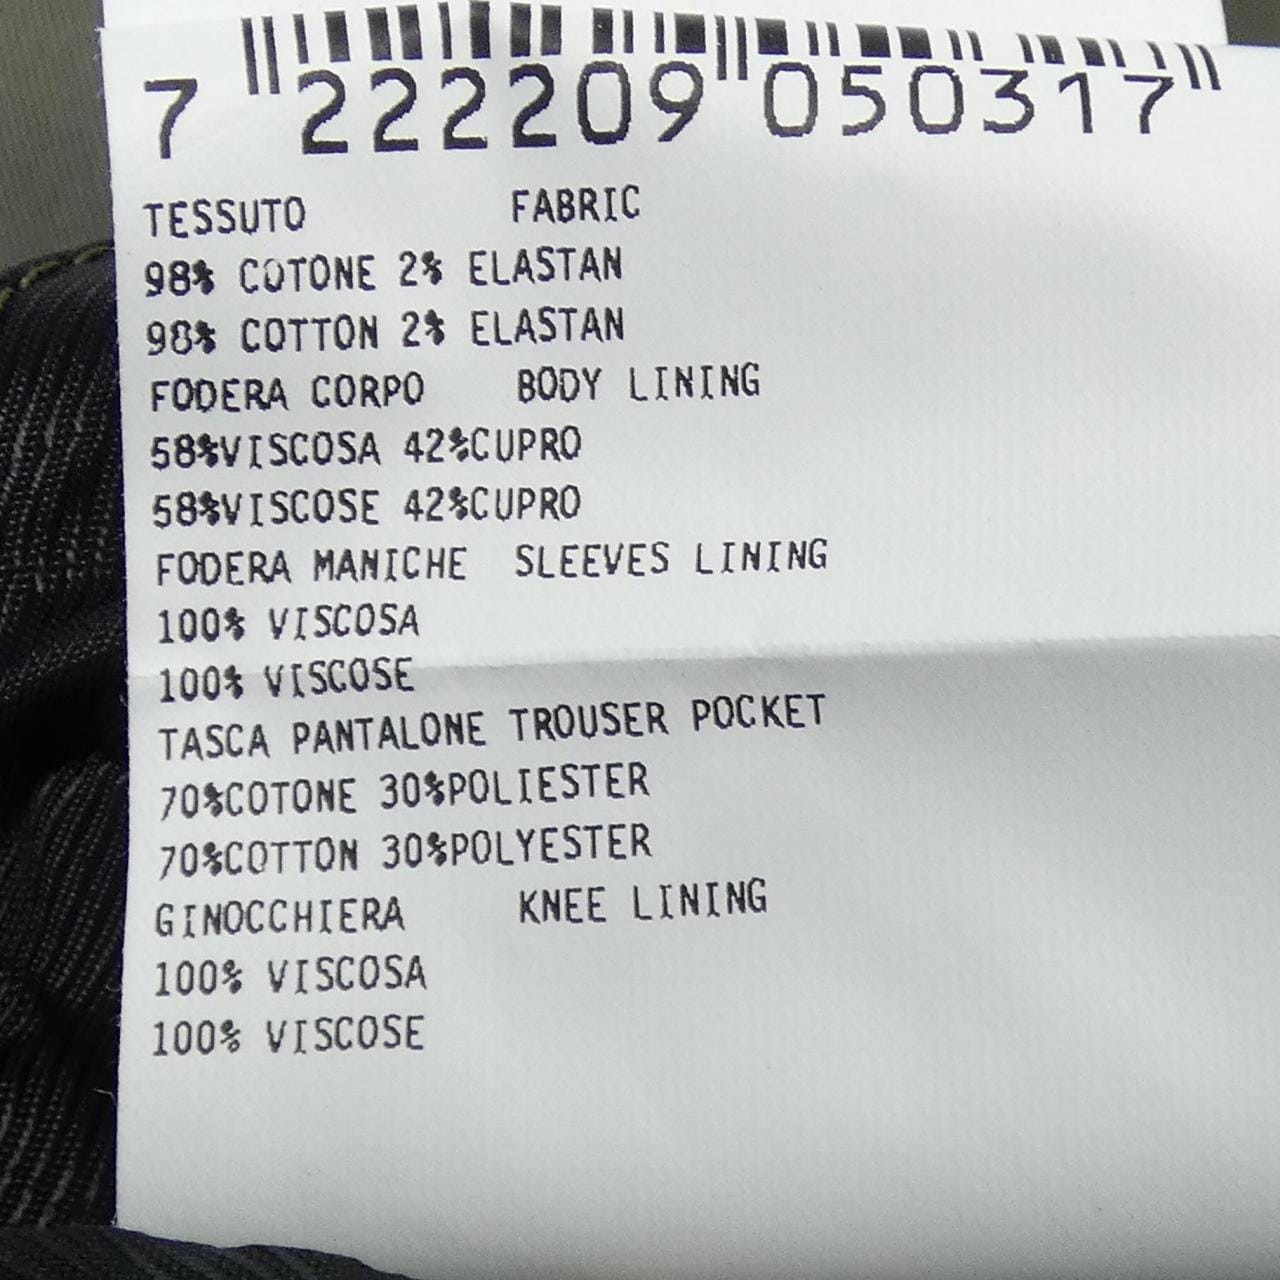 7 222209 050317
TESSUTO FABRIC
98% COTONE 2% ELASTAN
98% COTTON 2% ELASTAN
FODERA CORPO BODY LINING
58%VISCOSA 42%CUPRO
58%VISCOSE 42%CUPRO
FODERA MANICHE SLEEVES LINING
100% VISCOSA
100% VISCOSE
TASCA PANTALONE TROUSER POCKET
70%COTONE 30%POLIESTER
70%COTTON 30%POLYESTER
GINOCCHIERA KNEE LINING
100% VISCOSA
100% VISCOSE